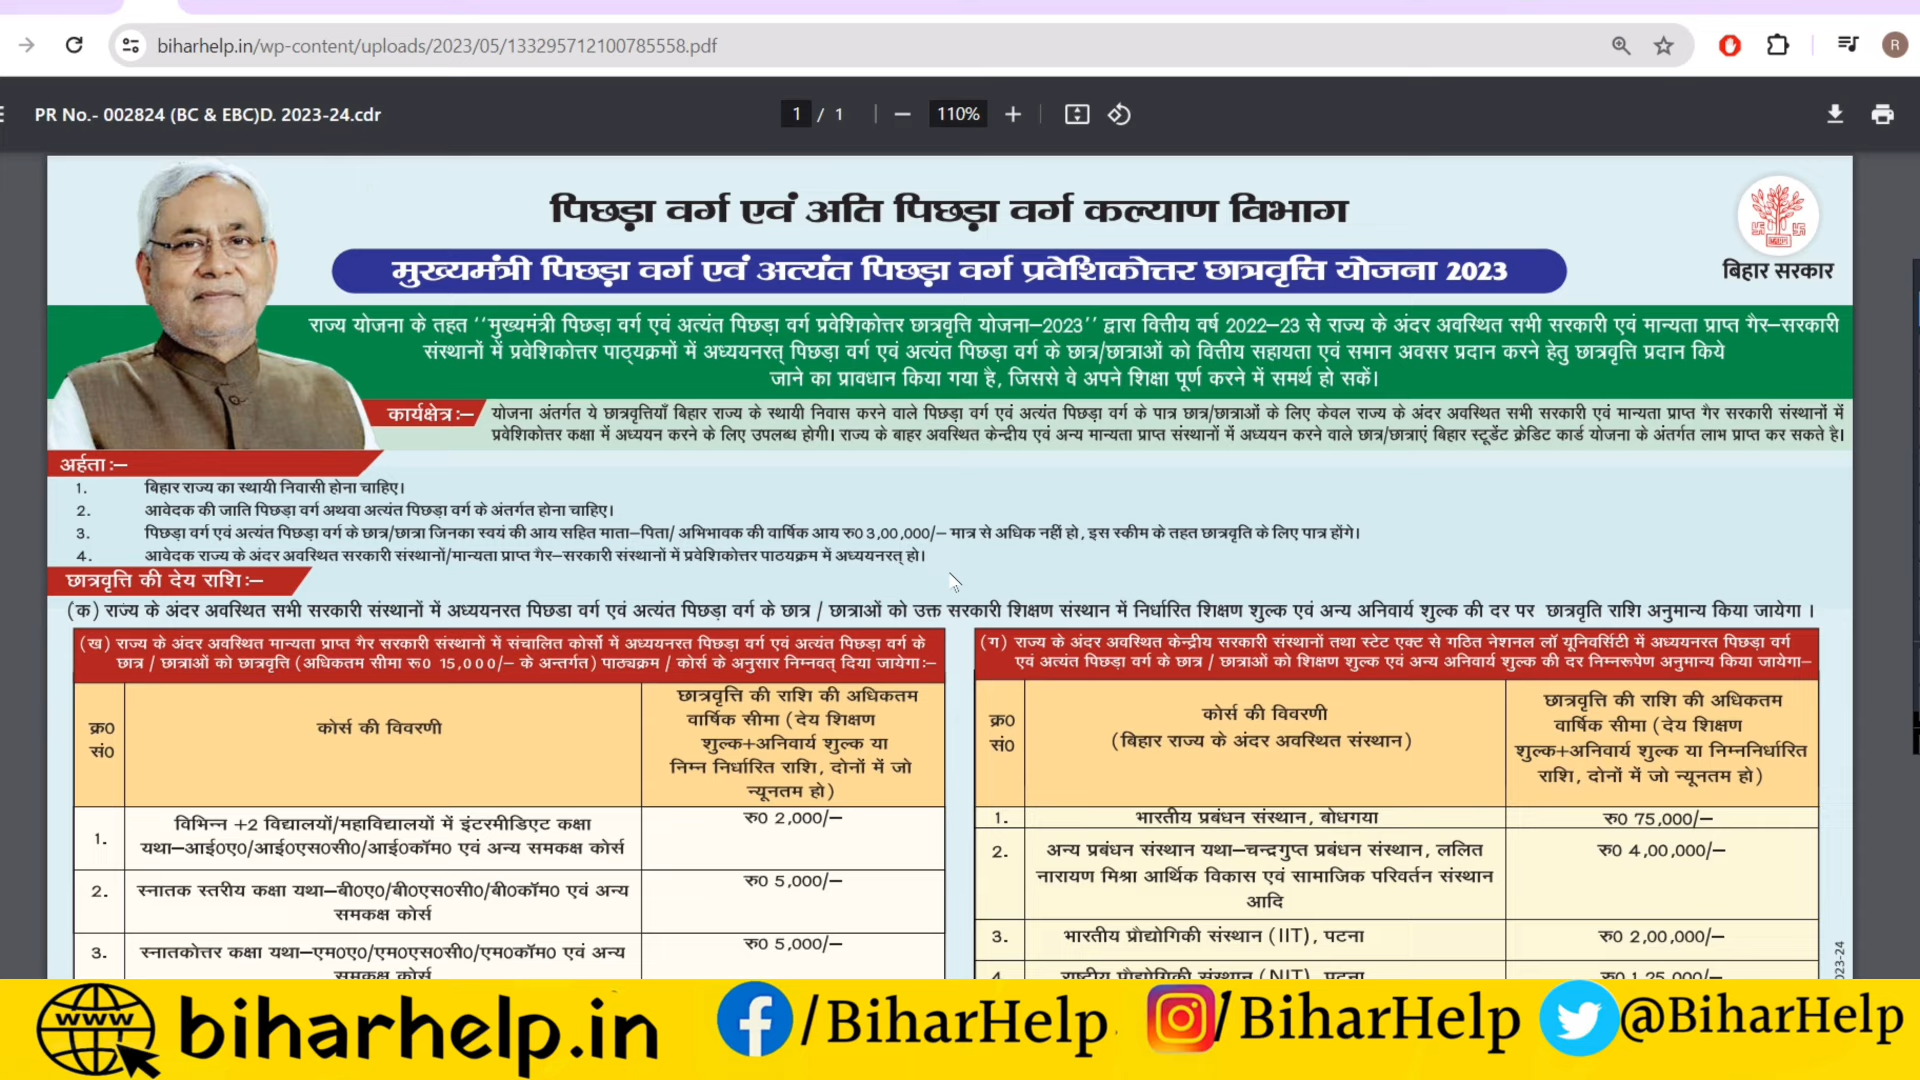 biharhelp.in/wp-content/uploads/2023/05/133295712100785558.pdf
R
PR No.- 002824 (BC & EBC)D. 2023-24.cdr
1 / 1
110%
पिछड़ा वर्ग एवं अति पिछड़ा वर्ग कल्याण विभाग
मुख्यमंत्री पिछड़ा वर्ग एवं अत्यंत पिछड़ा वर्ग प्रवेशिकोत्तर छात्रवृत्ति योजना 2023
बिहार सरकार
राज्य योजना के तहत ‘‘मुख्यमंत्री पिछड़ा वर्ग एवं अत्यंत पिछड़ा वर्ग प्रवेशिकोत्तर छात्रवृत्ति योजना–2023’’ द्वारा वित्तीय वर्ष 2022–23 से राज्य के अंदर अवस्थित सभी सरकारी एवं मान्यता प्राप्त गैर–सरकारी
संस्थानों में प्रवेशिकोत्तर पाठ्यक्रमों में अध्ययनरत् पिछड़ा वर्ग एवं अत्यंत पिछड़ा वर्ग के छात्र/छात्राओं को वित्तीय सहायता एवं समान अवसर प्रदान करने हेतु छात्रवृत्ति प्रदान किये
जाने का प्रावधान किया गया है, जिससे वे अपने शिक्षा पूर्ण करने में समर्थ हो सकें।
कार्यक्षेत्र:–
योजना अंतर्गत ये छात्रवृत्तियाँ बिहार राज्य के स्थायी निवास करने वाले पिछड़ा वर्ग एवं अत्यंत पिछड़ा वर्ग के पात्र छात्र/छात्राओं के लिए केवल राज्य के अंदर अवस्थित सभी सरकारी एवं मान्यता प्राप्त गैर सरकारी संस्थानों में
प्रवेशिकोत्तर कक्षा में अध्ययन करने के लिए उपलब्ध होगी। राज्य के बाहर अवस्थित केन्द्रीय एवं अन्य मान्यता प्राप्त संस्थानों में अध्ययन करने वाले छात्र/छात्राएं बिहार स्टूडेंट क्रेडिट कार्ड योजना के अंतर्गत लाभ प्राप्त कर सकते है।
अर्हता:–
1. बिहार राज्य का स्थायी निवासी होना चाहिए।
2. आवेदक की जाति पिछड़ा वर्ग अथवा अत्यंत पिछड़ा वर्ग के अंतर्गत होना चाहिए।
3. पिछड़ा वर्ग एवं अत्यंत पिछड़ा वर्ग के छात्र/छात्रा जिनका स्वयं की आय सहित माता–पिता/ अभिभावक की वार्षिक आय रु0 3,00,000/– मात्र से अधिक नहीं हो, इस स्कीम के तहत छात्रवृति के लिए पात्र होंगे।
4. आवेदक राज्य के अंदर अवस्थित सरकारी संस्थानों/मान्यता प्राप्त गैर–सरकारी संस्थानों में प्रवेशिकोत्तर पाठयक्रम में अध्ययनरत् हो।
छात्रवृत्ति की देय राशि:–
(क) राज्य के अंदर अवस्थित सभी सरकारी संस्थानों में अध्ययनरत पिछडा वर्ग एवं अत्यंत पिछड़ा वर्ग के छात्र / छात्राओं को उक्त सरकारी शिक्षण संस्थान में निर्धारित शिक्षण शुल्क एवं अन्य अनिवार्य शुल्क की दर पर छात्रवृति राशि अनुमान्य किया जायेगा ।
(ख) राज्य के अंदर अवस्थित मान्यता प्राप्त गैर सरकारी संस्थानों में संचालित कोर्सो में अध्ययनरत पिछड़ा वर्ग एवं अत्यंत पिछड़ा वर्ग के
छात्र / छात्राओं को छात्रवृत्ति (अधिकतम सीमा रू0 15,000/– के अन्तर्गत) पाठ्यक्रम / कोर्स के अनुसार निम्नवत् दिया जायेगा:–
क्र0 सं0
कोर्स की विवरणी
छात्रवृत्ति की राशि की अधिकतम
वार्षिक सीमा (देय शिक्षण
शुल्क+अनिवार्य शुल्क या
निम्न निर्धारित राशि, दोनों में जो
न्यूनतम हो)
1. विभिन्न +2 विद्यालयों/महाविद्यालयों में इंटरमीडिएट कक्षा रु0 2,000/–
यथा–आई0ए0/आई0एस0सी0/आई0कॉम0 एवं अन्य समकक्ष कोर्स
2. स्नातक स्तरीय कक्षा यथा–बी0ए0/बी0एस0सी0/बी0कॉम0 एवं अन्य रु0 5,000/–
समकक्ष कोर्स
3. स्नातकोत्तर कक्षा यथा–एम0ए0/एम0एस0सी0/एम0कॉम0 एवं अन्य रु0 5,000/–
समकक्ष कोर्स
(ग) राज्य के अंदर अवस्थित केन्द्रीय सरकारी संस्थानों तथा स्टेट एक्ट से गठित नेशनल लॉ यूनिवर्सिटी में अध्ययनरत पिछड़ा वर्ग
एवं अत्यंत पिछड़ा वर्ग के छात्र / छात्राओं को शिक्षण शुल्क एवं अन्य अनिवार्य शुल्क की दर निम्नरूपेण अनुमान्य किया जायेगा–
क्र0 सं0
कोर्स की विवरणी
(बिहार राज्य के अंदर अवस्थित संस्थान)
छात्रवृत्ति की राशि की अधिकतम
वार्षिक सीमा (देय शिक्षण
शुल्क+अनिवार्य शुल्क या निम्ननिर्धारित
राशि, दोनों में जो न्यूनतम हो)
1. भारतीय प्रबंधन संस्थान, बोधगया रु0 75,000/–
2. अन्य प्रबंधन संस्थान यथा–चन्द्रगुप्त प्रबंधन संस्थान, ललित रु0 4,00,000/–
नारायण मिश्रा आर्थिक विकास एवं सामाजिक परिवर्तन संस्थान
आदि
3. भारतीय प्रौद्योगिकी संस्थान (IIT), पटना रु0 2,00,000/–
4. राष्ट्रीय प्रौद्योगिकी संस्थान (NIT), पटना रु0 1,25,000/–
023-24
www
biharhelp.in
/BiharHelp
/BiharHelp
@BiharHelp